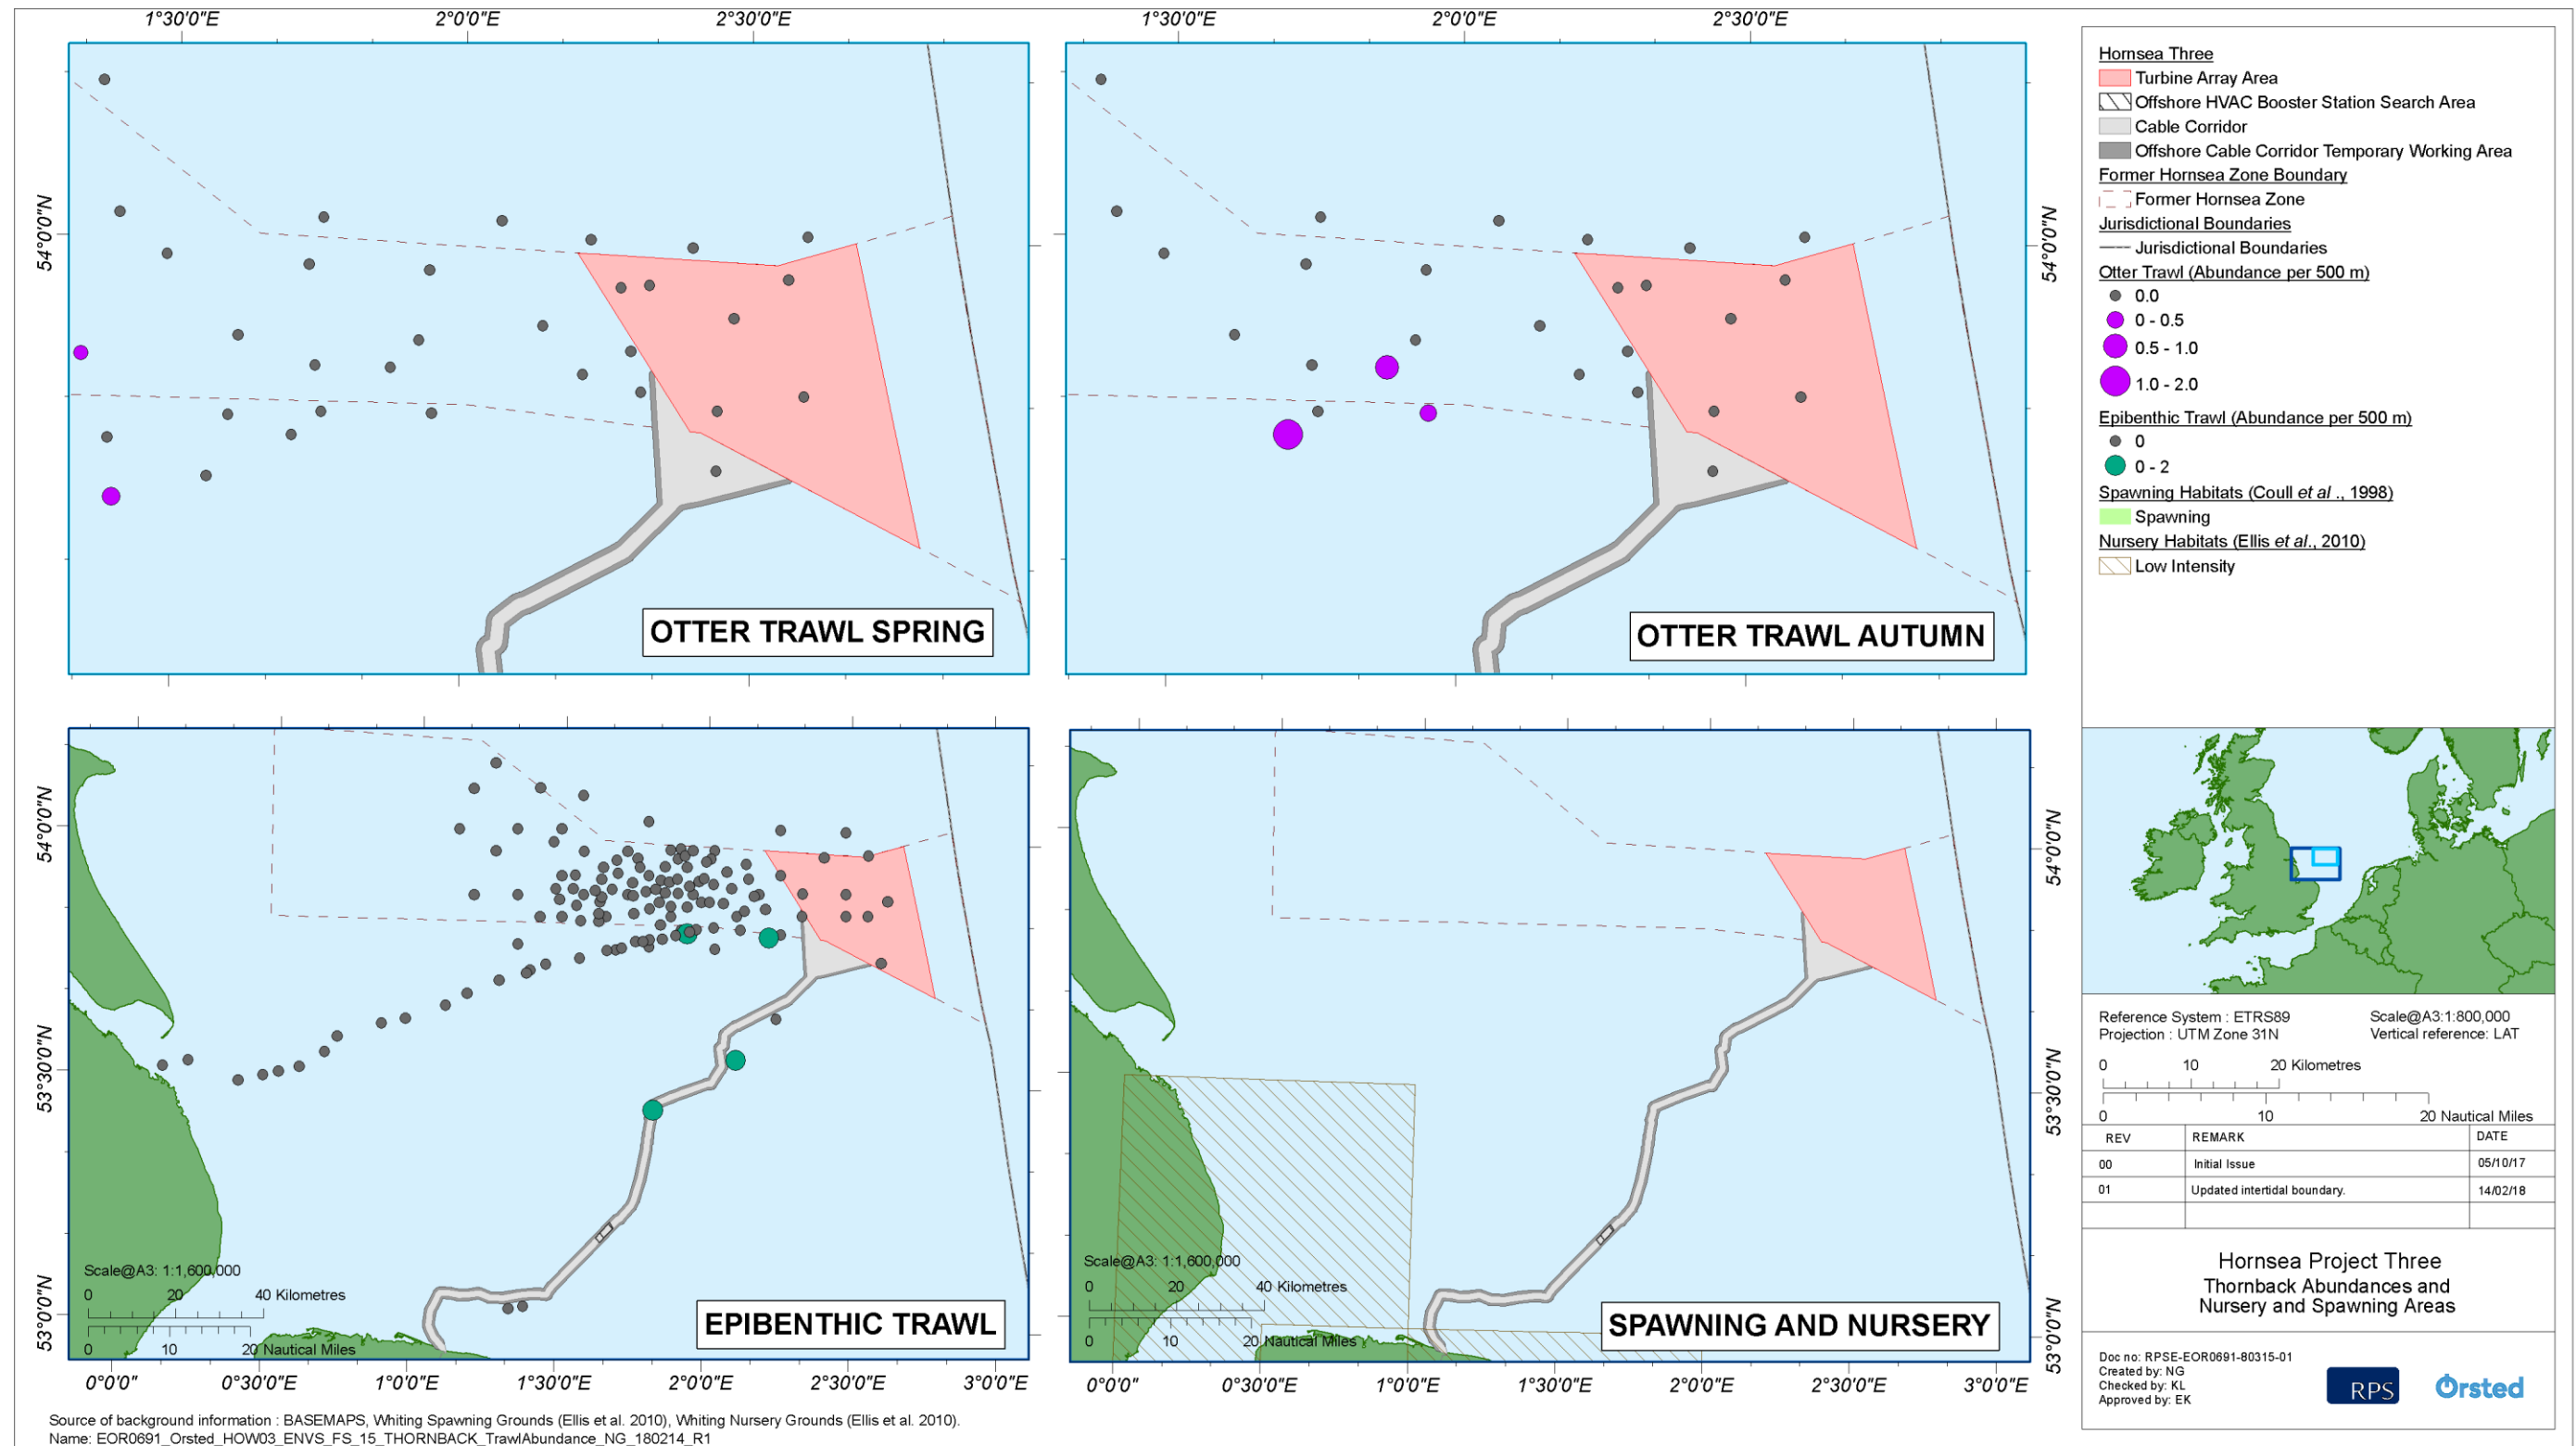 1°30'0"E 2°0'0"E 2°30'0"E
1°30'0"E 2°0'0"E 2°30'0"E
54°0'0"N
54°0'0"N
OTTER TRAWL SPRING
OTTER TRAWL AUTUMN
54°0'0"N
53°30'0"N
53°0'0"N
Scale@A3: 1:1,600,000
0 20 40 Kilometres
0 10 20 Nautical Miles
EPIBENTHIC TRAWL
0°0'0" 0°30'0"E 1°00"E 1°30'0"E 2°00"E 2°30'0"E 3°00"E
Scale@A3: 1:1,600,000
0 20 40 Kilometres
0 10 20 Nautical Miles
SPAWNING AND NURSERY
54°0'0"N
53°30'0"N
53°0'0"N
0°0'0" 0°30'0"E 1°00"E 1°30'0"E 2°00"E 2°30'0"E 3°00"E
Source of background information : BASEMAPS, Whiting Spawning Grounds (Ellis et al. 2010), Whiting Nursery Grounds (Ellis et al. 2010).
Name: EOR0691_Orsted_HOW03_ENVS_FS_15_THORNBACK_TrawlAbundance_NG_180214_R1
Hornsea Three
Turbine Array Area
Offshore HVAC Booster Station Search Area
Cable Corridor
Offshore Cable Corridor Temporary Working Area
Former Hornsea Zone Boundary
Former Hornsea Zone
Jurisdictional Boundaries
Jurisdictional Boundaries
Otter Trawl (Abundance per 500 m)
0.0
0 - 0.5
0.5 - 1.0
1.0 - 2.0
Epibenthic Trawl (Abundance per 500 m)
0
0 - 2
Spawning Habitats (Coull et al ., 1998)
Spawning
Nursery Habitats (Ellis et al., 2010)
Low Intensity
Reference System : ETRS89 Scale@A3:1:800,000
Projection : UTM Zone 31N Vertical reference: LAT
0 10 20 Kilometres
0 10 20 Nautical Miles
REV REMARK DATE
00 Initial Issue 05/10/17
01 Updated intertidal boundary. 14/02/18
Hornsea Project Three
Thornback Abundances and
Nursery and Spawning Areas
Doc no: RPSE-EOR0691-80315-01
Created by: NG
Checked by: KL
Approved by: EK
RPS
Orsted